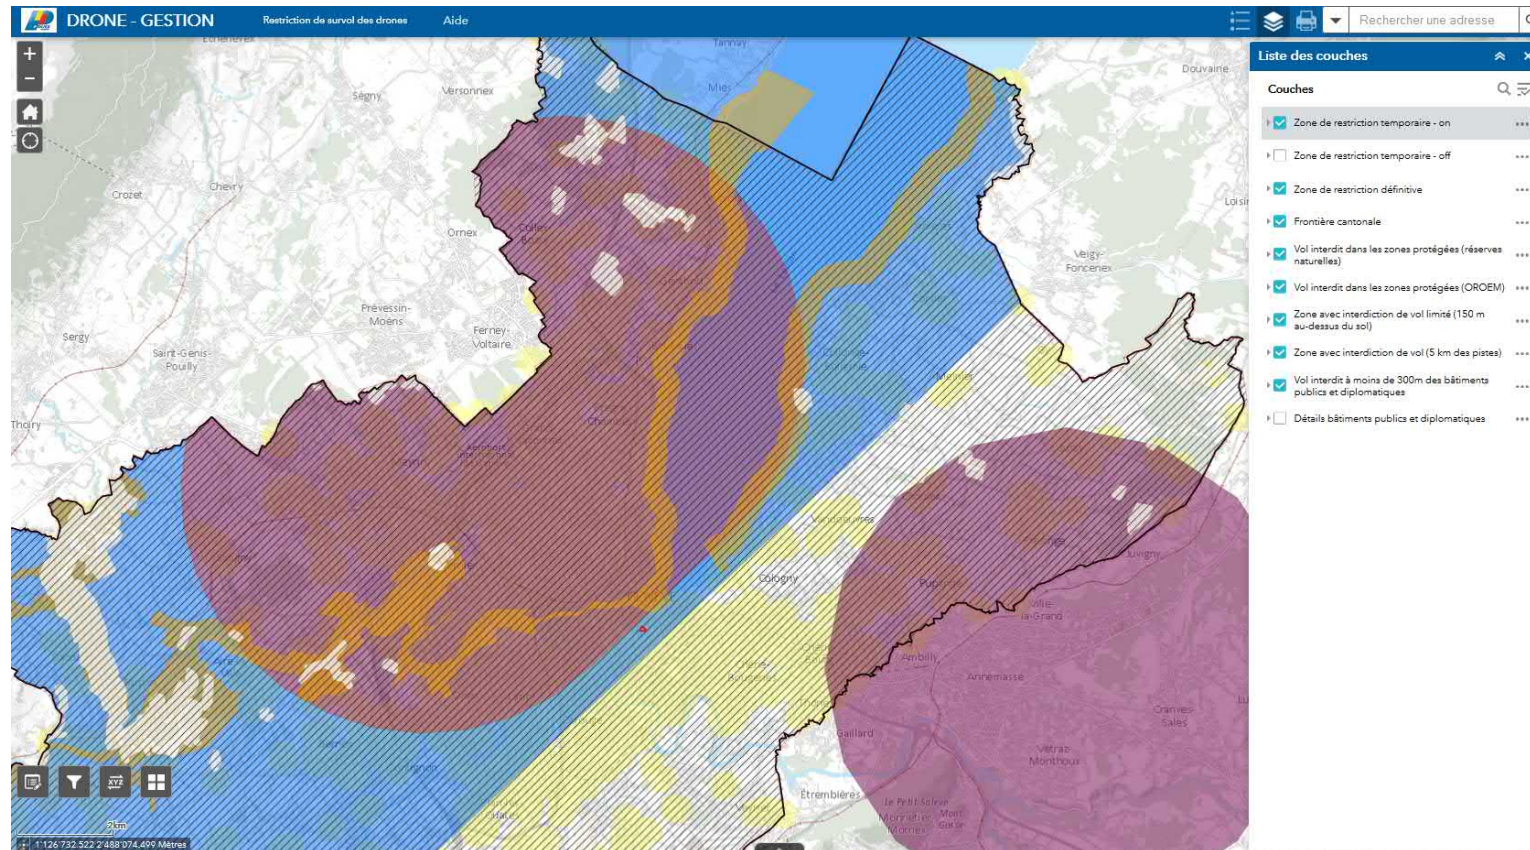 DRONE - GESTION
Restriction de survol des drones
Aide
Rechercher une adresse
Liste des couches
Couches
Zone de restriction temporaire - on
Zone de restriction temporaire - off
Zone de restriction définitive
Frontière cantonale
Vol interdit dans les zones protégées (réserves
naturelles)
Vol interdit dans les zones protégées (OROEM)
Zone avec interdiction de vol limité (150 m
au-dessus du sol)
Zone avec interdiction de vol (5 km des pistes)
Vol interdit à moins de 300m des bâtiments
publics et diplomatiques
Détails bâtiments publics et diplomatiques
Tannay
Douvaine
Mies
Versonnex
Ségny
Chevry
Crozet
Ornex
Veigy-
Foncenex
Prévessin-
Moëns
Ferney-
Voltaire
Sergy
Saint-Genis-
Pouilly
Meinier
Thoiry
Meyrin
Vandœuvres
Cologny
Juvigny
Ville-
la-Grand
Ambilly
Annemasse
Cranves-
Sales
Gaillard
Vétraz-
Monthoux
Étrembières
Le Petit Salève
Monnetier
Mornex
Mont
Gosse
2km
XYZ
1'126'732.522 2'488'074.499 Mètres